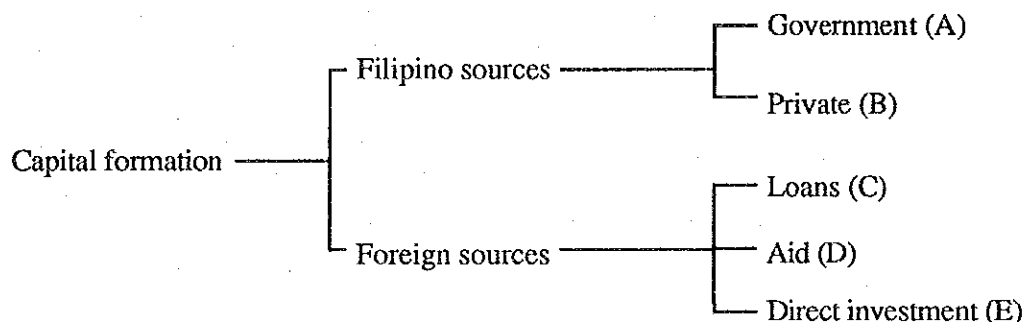 Government (A)
Filipino sources
Private (B)
Capital formation
Loans (C)
Foreign sources
Aid (D)
Direct investment (E)